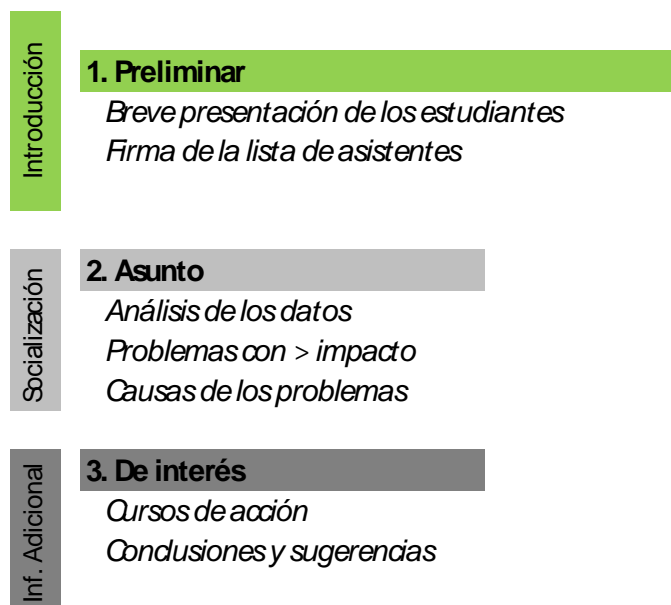 Introducción
1. Preliminar
Breve presentación de los estudiantes
Firma de la lista de asistentes
Socialización
2. Asunto
Análisis de los datos
Problemas con > impacto
Causas de los problemas
Inf. Adicional
3. De interés
Cursos de acción
Conclusiones y sugerencias